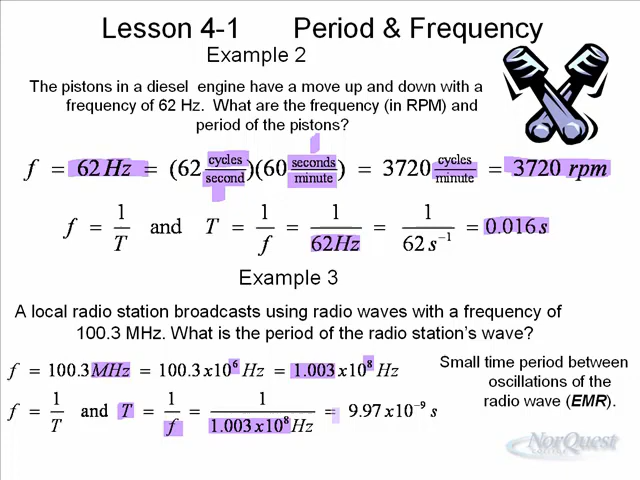 Lesson 4-1 Period & Frequency
Example 2
The pistons in a diesel engine have a move up and down with a
frequency of 62 Hz. What are the frequency (in RPM) and
period of the pistons?
f = 62 Hz = (62 cycles/second)(60 seconds/minute) = 3720 cycles/minute = 3720 rpm
f = 1/T and T = 1/f = 1/62Hz = 1/62 s⁻¹ = 0.016 s
Example 3
A local radio station broadcasts using radio waves with a frequency of
100.3 MHz. What is the period of the radio station's wave?
f = 100.3 MHz = 100.3 x10⁶ Hz = 1.003 x10⁸ Hz
f = 1/T and T = 1/f = 1/1.003 x10⁸ Hz = 9.97 x10⁻⁹ s
Small time period between
oscillations of the
radio wave (EMR).
NorQuest
COLLEGE